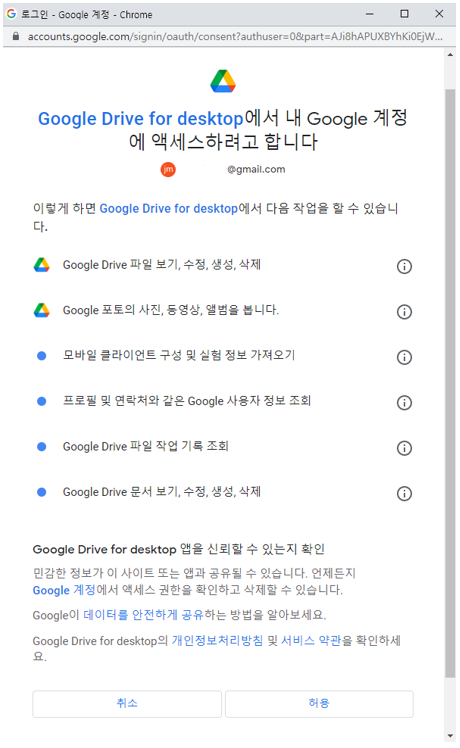 로그인 - Google 계정 - Chrome
accounts.google.com/signin/oauth/consent?authuser=0&part=AJi8hAPUXBYhKi0EjW...
Google Drive for desktop에서 내 Google 계정
에 액세스하려고 합니다
jm @gmail.com
이렇게 하면 Google Drive for desktop에서 다음 작업을 할 수 있습니
다.
Google Drive 파일 보기, 수정, 생성, 삭제
Google 포토의 사진, 동영상, 앨범을 봅니다.
모바일 클라이언트 구성 및 실험 정보 가져오기
프로필 및 연락처와 같은 Google 사용자 정보 조회
Google Drive 파일 작업 기록 조회
Google Drive 문서 보기, 수정, 생성, 삭제
Google Drive for desktop 앱을 신뢰할 수 있는지 확인
민감한 정보가 이 사이트 또는 앱과 공유될 수 있습니다. 언제든지
Google 계정에서 액세스 권한을 확인하고 삭제할 수 있습니다.
Google이 데이터를 안전하게 공유하는 방법을 알아보세요.
Google Drive for desktop의 개인정보처리방침 및 서비스 약관을 확인하세
요.
취소
허용